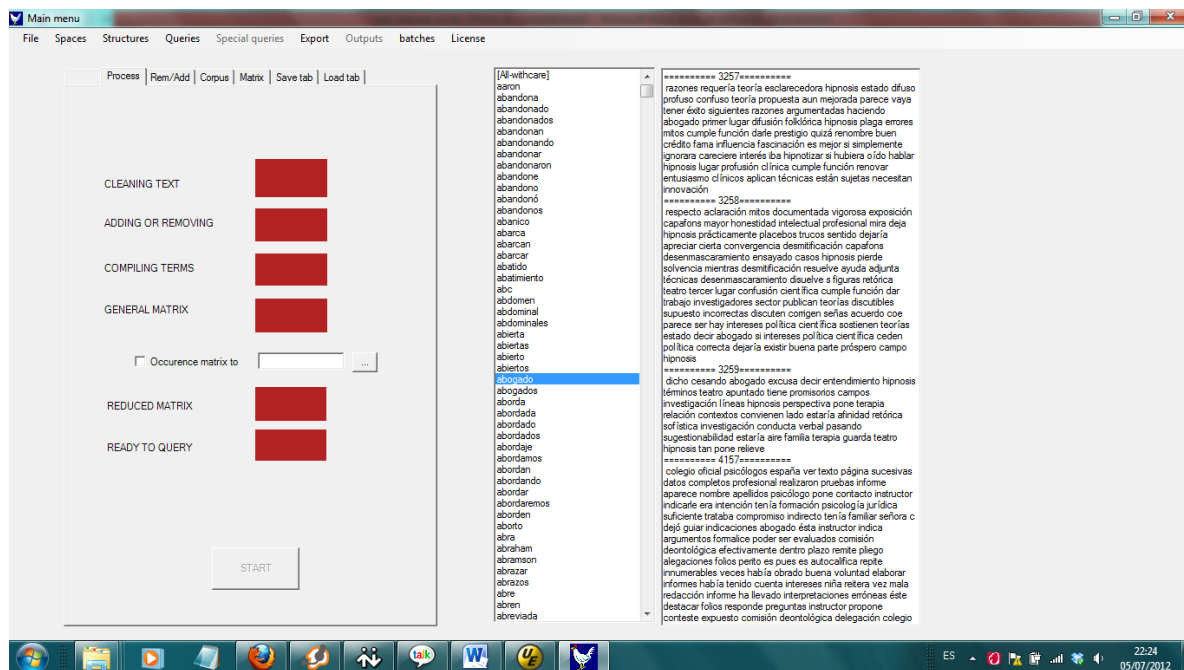 Main menu
File Spaces Structures Queries Special queries Export Outputs batches License
Process Rem/Add Corpus Matrix Save tab Load tab
CLEANING TEXT
ADDING OR REMOVING
COMPILING TERMS
GENERAL MATRIX
Occurence matrix to
...
REDUCED MATRIX
READY TO QUERY
START
[All-withcare]
aaron
abandona
abandonado
abandonados
abandonan
abandonando
abandonar
abandonaron
abandone
abandono
abandonó
abandonos
abanico
abarca
abarcan
abarcar
abatido
abatimiento
abc
abdomen
abdominal
abdominales
abierta
abiertas
abierto
abiertos
abogado
abogados
aborda
abordada
abordado
abordados
abordaje
abordamos
abordan
abordando
abordar
abordaremos
aborden
aborto
abra
abraham
abramson
abrazar
abrazos
abre
abren
abreviada
========== 3257==========
razones requería teoría esclarecedora hipnosis estado difuso
profuso confuso teoría propuesta aun mejorada parece vaya
tener éxito siguientes razones argumentadas haciendo
abogado primer lugar difusión folklórica hipnosis plaga errores
mitos cumple función darle prestigio quizá renombre buen
crédito fama influencia fascinación es mejor si simplemente
ignorara careciere interés iba hipnotizar si hubiera oído hablar
hipnosis lugar profusión clínica cumple función renovar
entusiasmo clínicos aplican técnicas están sujetas necesitan
innovación
========== 3258==========
respecto aclaración mitos documentada vigorosa exposición
capafons mayor honestidad intelectual profesional mira deja
hipnosis prácticamente placebos trucos sentido dejaría
apreciar cierta convergencia desmitificación capafons
desenmascaramiento ensayado casos hipnosis pierde
solvencia mientras desmitificación resuelve ayuda adjunta
técnicas desenmascaramiento disuelve s figuras retórica
teatro tercer lugar confusión científica cumple función dar
trabajo investigadores sector publican teorías discutibles
supuesto incorrectas discuten corrigen señas acuerdo coe
parece ser hay intereses política científica sostienen teorías
estado decir abogado si intereses política científica ceden
política correcta dejaría existir buena parte próspero campo
hipnosis
========== 3259==========
dicho cesando abogado excusa decir entendimiento hipnosis
términos teatro apuntado tiene promisorios campos
investigación líneas hipnosis perspectiva pone terapia
relación contextos convienen lado estaría afinidad retórica
sofística investigación conducta verbal pasando
sugestionabilidad estaría aire familia terapia guarda teatro
hipnosis tan pone relieve
========== 4157==========
colegio oficial psicólogos españa ver texto página sucesivas
datos completos profesional realizaron pruebas informe
aparece nombre apellidos psicólogo pone contacto instructor
indicarle era intención tenía formación psicología jurídica
suficiente trataba compromiso indirecto tenía familiar señora c
dejó guiar indicaciones abogado ésta instructor indica
argumentos formalice poder ser evaluados comisión
deontológica efectivamente dentro plazo remite pliego
alegaciones folios perito es pues es autocalifica repite
innumerables veces había obrado buena voluntad elaborar
informes había tenido cuenta intereses niña reitera vez mala
redacción informe ha llevado interpretaciones erróneas éste
destacar folios responde preguntas instructor propone
conteste expuesto comisión deontológica delegación colegio
talk
W
UE
ES
22:24
05/07/2012